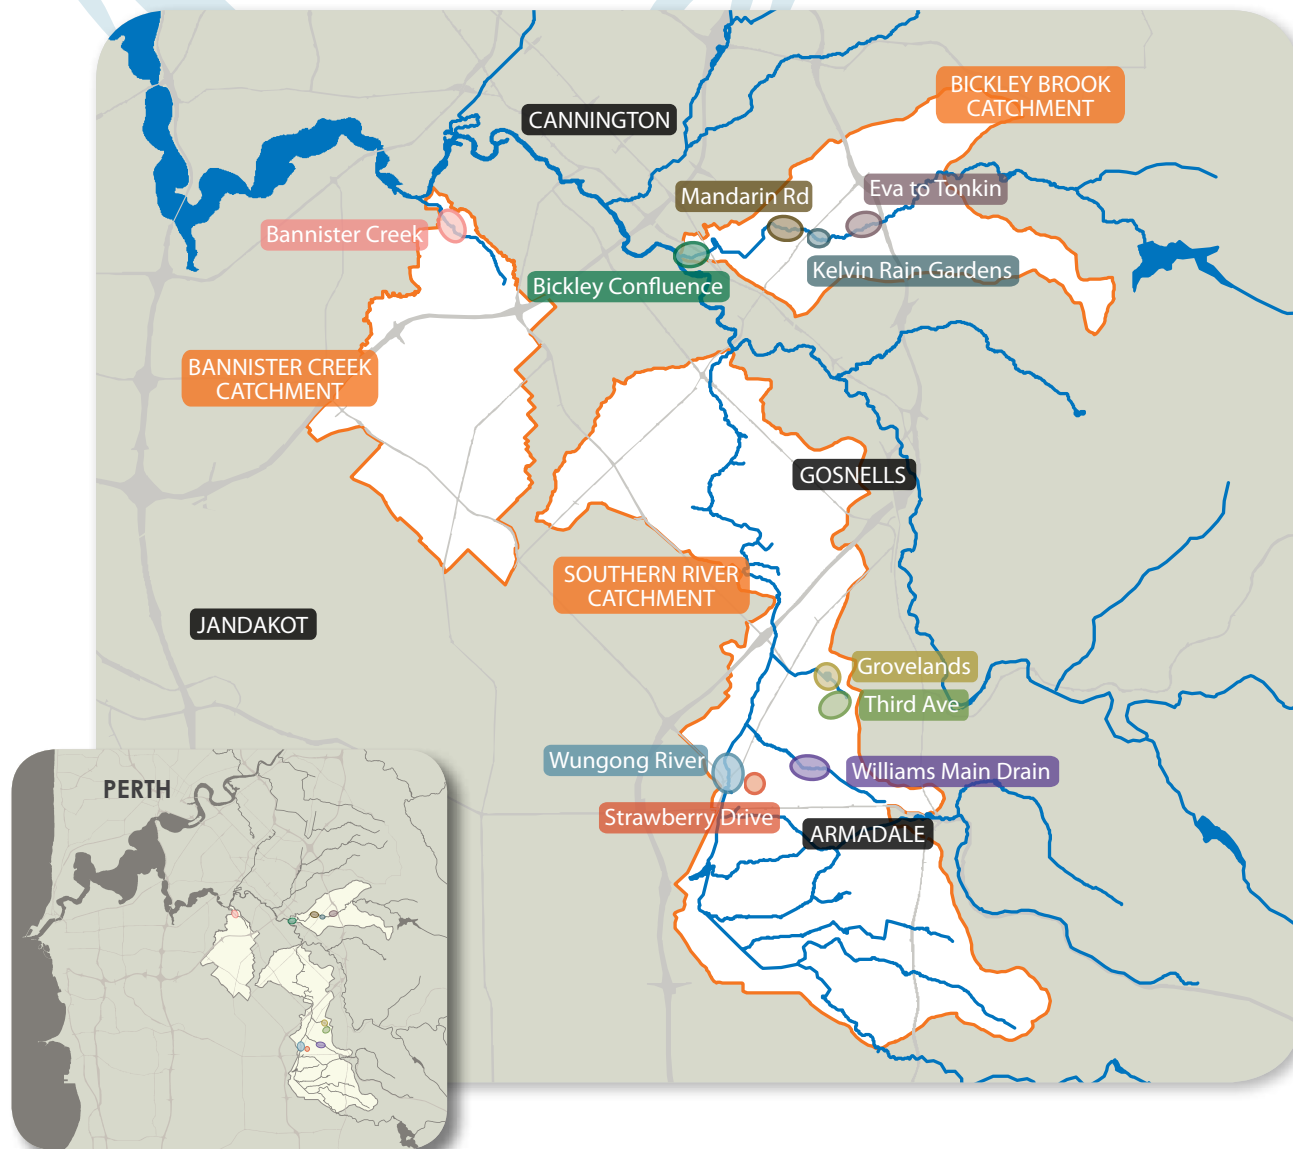 BICKLEY BROOK
CATCHMENT
CANNINGTON
Mandarin Rd
Eva to Tonkin
Bannister Creek
Kelvin Rain Gardens
Bickley Confluence
BANNISTER CREEK
CATCHMENT
GOSNELLS
SOUTHERN RIVER
CATCHMENT
JANDAKOT
Grovelands
Third Ave
Wungong River
Williams Main Drain
Strawberry Drive
ARMADALE
PERTH